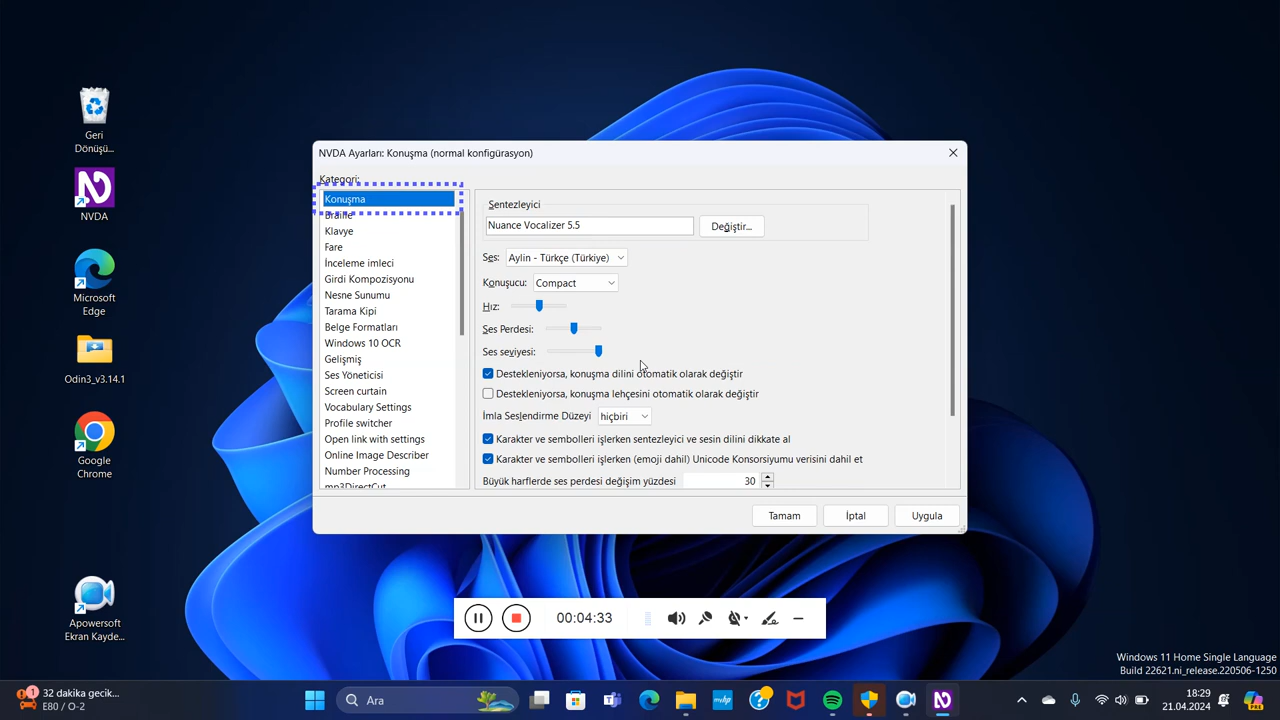 Geri
Dönüşü...
NVDA
Microsoft
Edge
Odin3_v3.14.1
Google
Chrome
Apowersoft
Ekran Kayde...
NVDA Ayarları: Konuşma (normal konfigürasyon)
Kategori:
Konuşma
Braille
Klavye
Fare
İnceleme imleci
Girdi Kompozisyonu
Nesne Sunumu
Tarama Kipi
Belge Formatları
Windows 10 OCR
Gelişmiş
Ses Yöneticisi
Screen curtain
Vocabulary Settings
Profile switcher
Open link with settings
Online Image Describer
Number Processing
mp3DirectCut
Sentezleyici
Nuance Vocalizer 5.5
Değiştir...
Ses: Aylin - Türkçe (Türkiye)
Konuşucu: Compact
Hız:
Ses Perdesi:
Ses seviyesi:
Destekleniyorsa, konuşma dilini otomatik olarak değiştir
Destekleniyorsa, konuşma lehçesini otomatik olarak değiştir
İmla Seslendirme Düzeyi hiçbiri
Karakter ve sembolleri işlerken sentezleyici ve sesin dilini dikkate al
Karakter ve sembolleri işlerken (emoji dahil) Unicode Konsorsiyumu verisini dahil et
Büyük harflerde ses perdesi değişim yüzdesi 30
Tamam
İptal
Uygula
00:04:33
Windows 11 Home Single Language
Build 22621.ni_release.220506-1250
1
32 dakika gecik...
E80 / O-2
Ara
18:29
21.04.2024